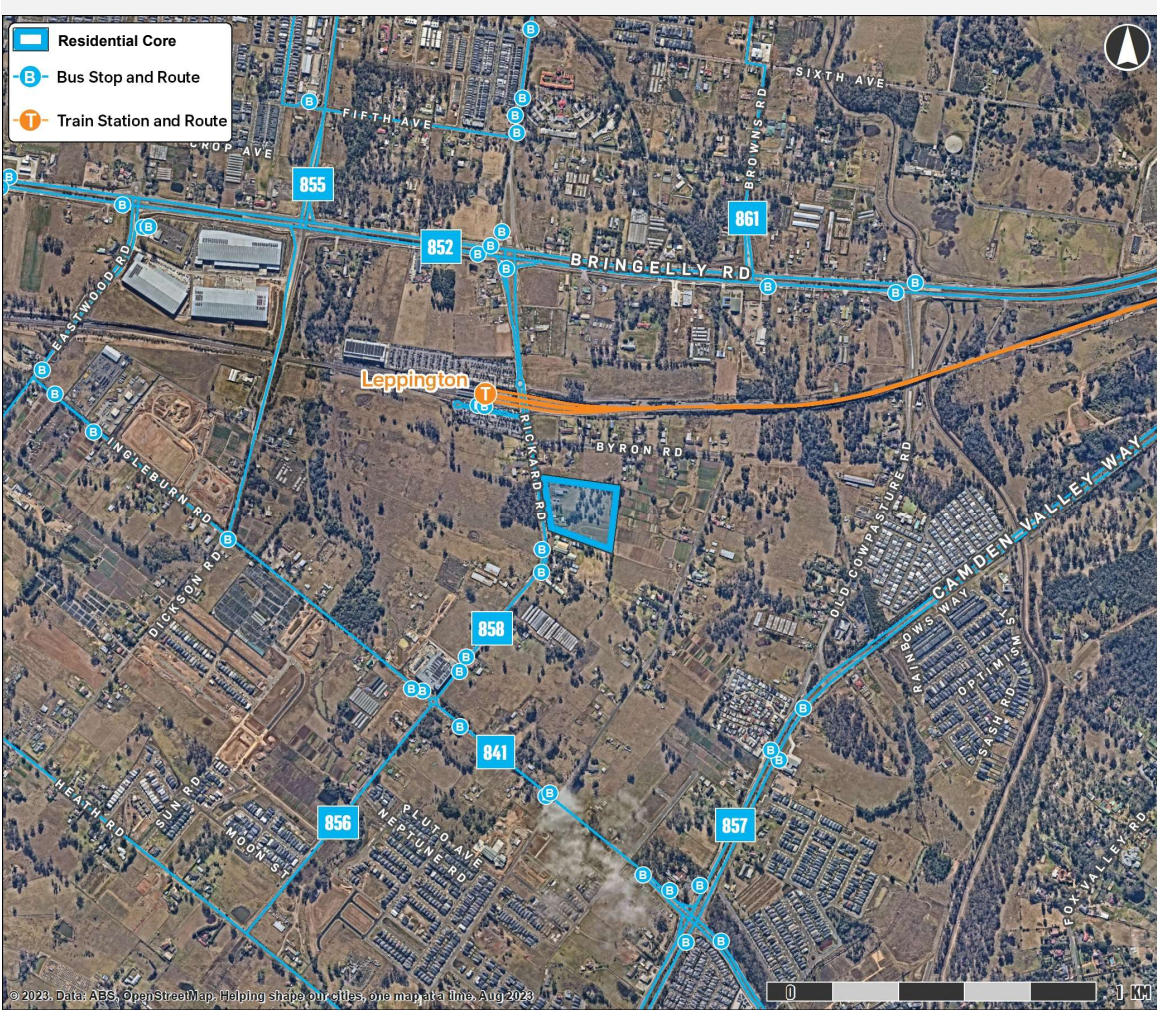 Residential Core
B
Bus Stop and Route
T
Train Station and Route
SIXTH AVE
FIFTH AVE
CROP AVE
BROWNS RD
855
861
852
BRINGELLY RD
EASTWOOD RD
Leppington
T
RICKARD RD
BYRON RD
INGLEBURN RD
OLD COWPASTURE RD
CAMDEN VALLEY WAY
DICKSON RD
RAINBOWS WAY
OPTIMISM ST
858
SASH RD
841
HEATH RD
SUN RD
MOON ST
856
PLUTO AVE
NEPTUNE RD
857
FOX VALLEY RD
© 2023. Data: ABS, OpenStreetMap. Helping shape our cities, one map at a time. Aug 2023
0
1 KM